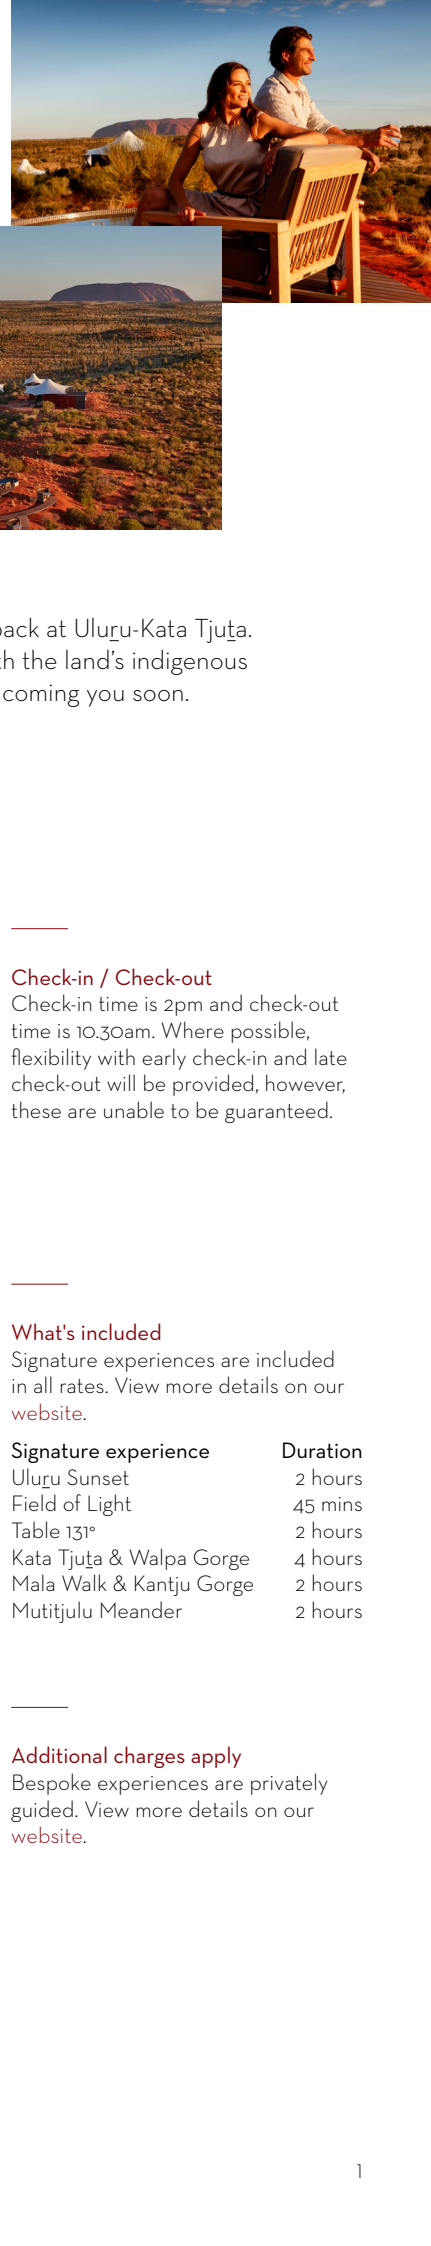 back at Uluṟu-Kata Tjuṯa.
the land's indigenous
coming you soon.
Check-in / Check-out
Check-in time is 2pm and check-out
time is 10.30am. Where possible,
flexibility with early check-in and late
check-out will be provided, however,
these are unable to be guaranteed.
What's included
Signature experiences are included
in all rates. View more details on our
website.
Signature experience Duration
Uluṟu Sunset 2 hours
Field of Light 45 mins
Table 131° 2 hours
Kata Tjuṯa & Walpa Gorge 4 hours
Mala Walk & Kantju Gorge 2 hours
Mutitjulu Meander 2 hours
Additional charges apply
Bespoke experiences are privately
guided. View more details on our
website.
1